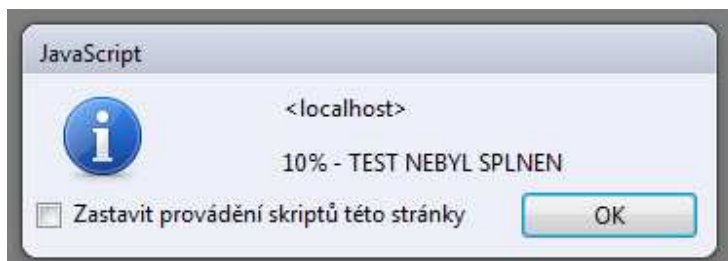 JavaScript
<localhost>
10% - TEST NEBYL SPLNEN
Zastavit provádění skriptů této stránky
OK